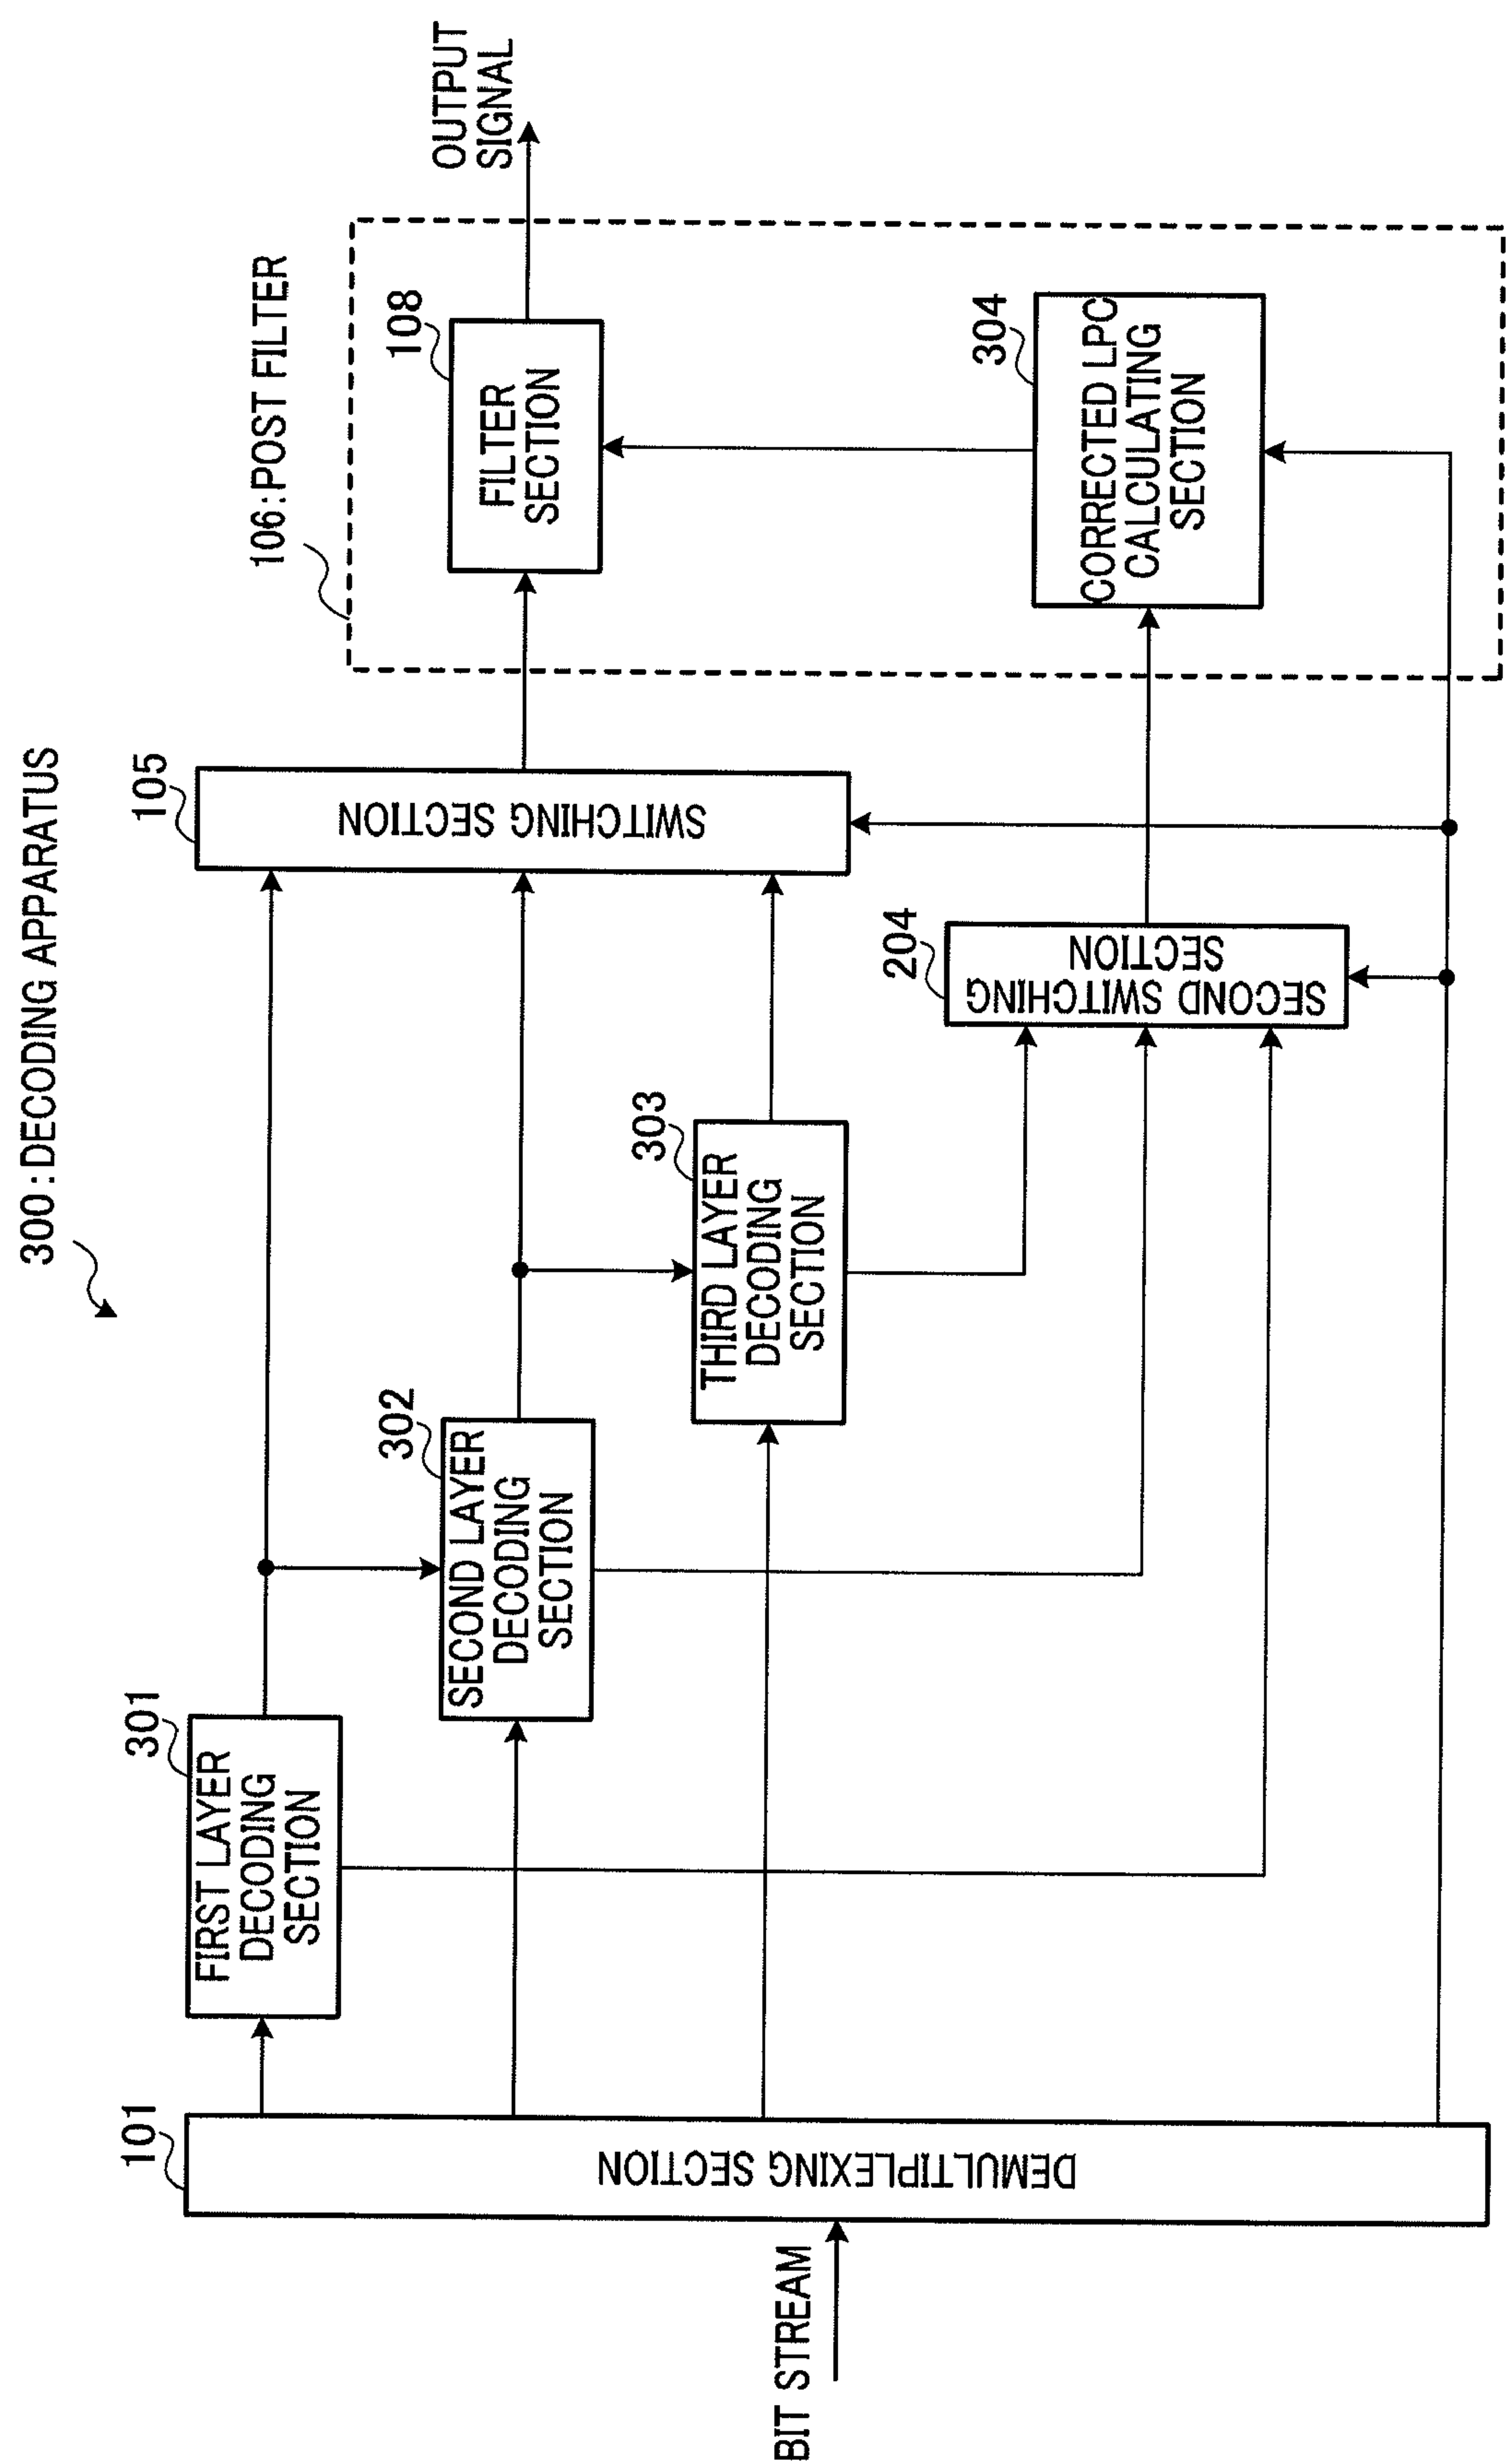 300:DECODING APPARATUS
BIT STREAM
101
DEMULTIPLEXING SECTION
301
FIRST LAYER
DECODING
SECTION
302
SECOND LAYER
DECODING
SECTION
303
THIRD LAYER
DECODING
SECTION
105
SWITCHING SECTION
204
SECOND SWITCHING
SECTION
106:POST FILTER
108
FILTER
SECTION
304
CORRECTED LPC
CALCULATING
SECTION
OUTPUT
SIGNAL